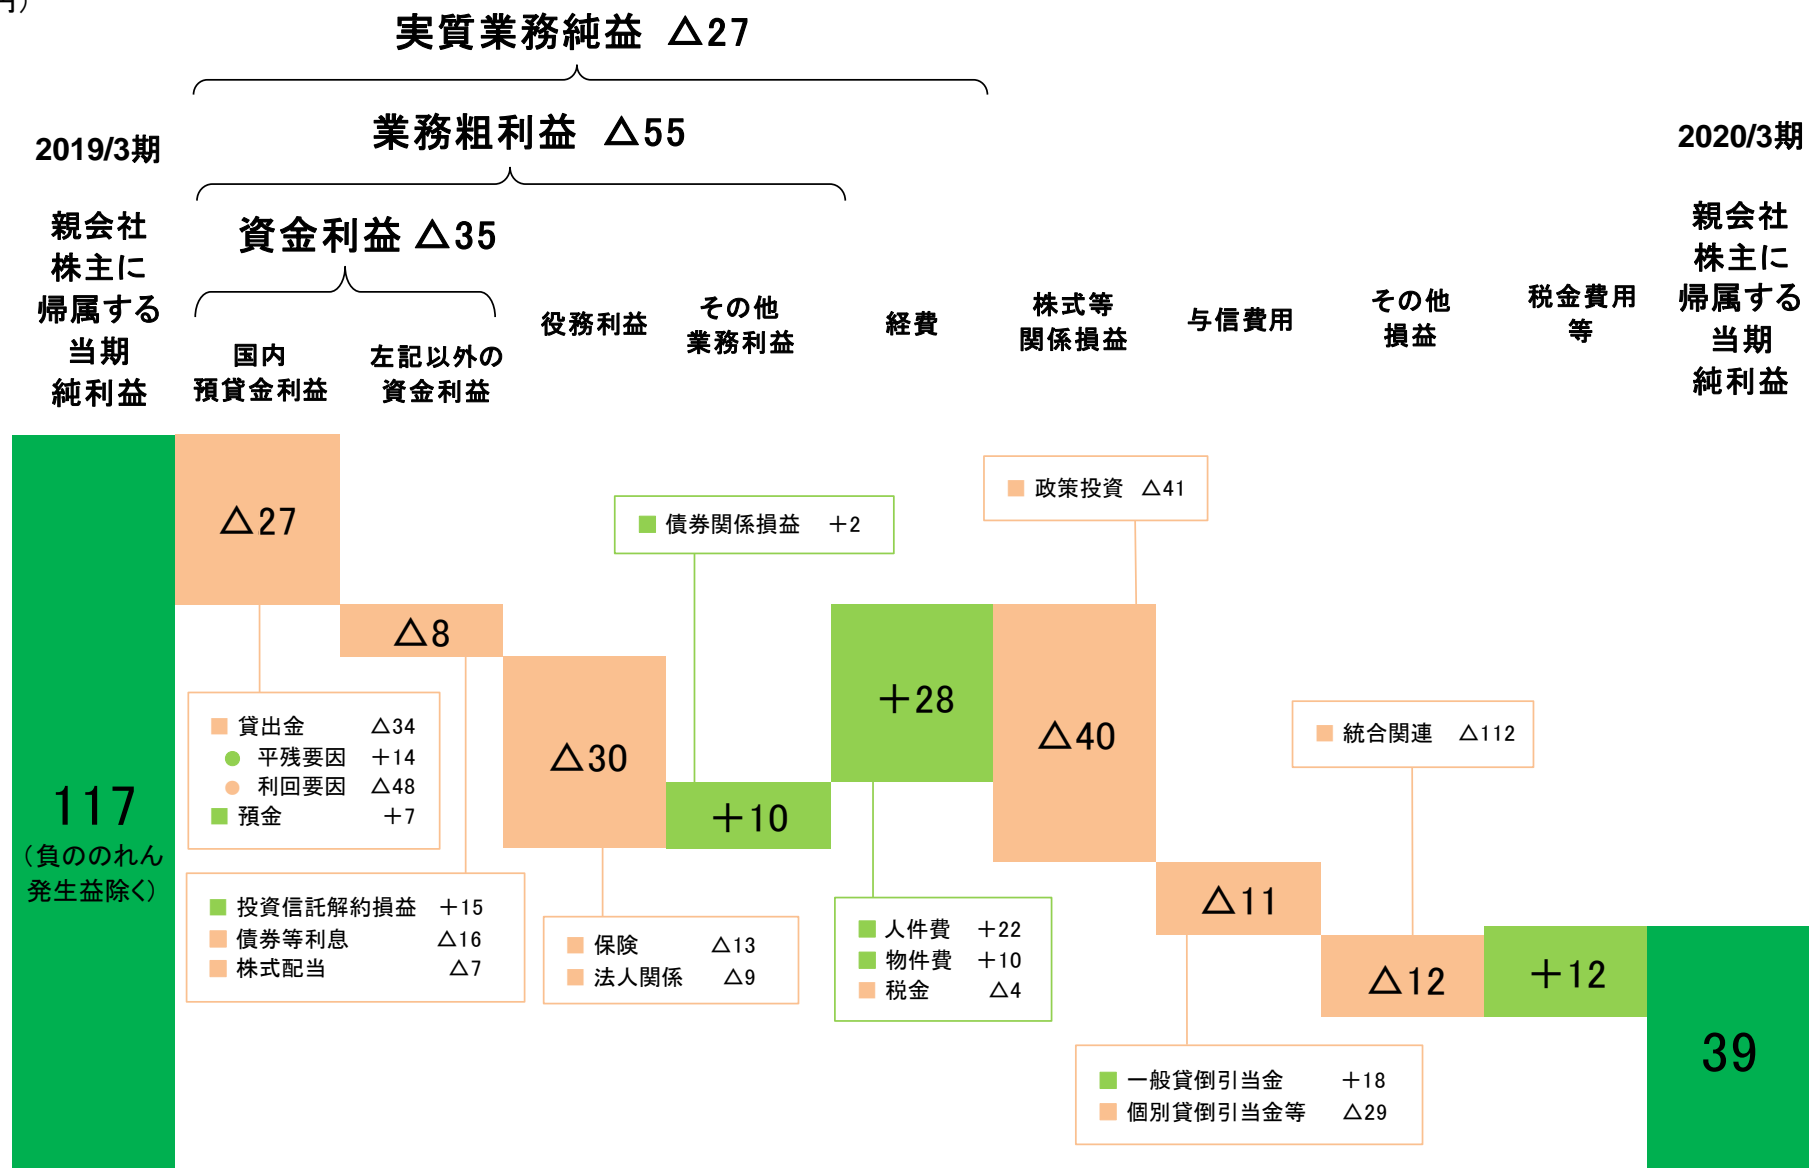 円）
実質業務純益 △27
業務粗利益 △55
資金利益 △35
2019/3期
親会社
株主に
帰属する
当期
純利益
国内
預貸金利益
左記以外の
資金利益
役務利益
その他
業務利益
経費
株式等
関係損益
与信費用
その他
損益
税金費用
等
2020/3期
親会社
株主に
帰属する
当期
純利益
117
（負ののれん
発生益除く）
△27
△8
△30
＋10
＋28
△40
△11
△12
＋12
39
■ 貸出金 △34
● 平残要因 ＋14
● 利回要因 △48
■ 預金 ＋7
■ 投資信託解約損益 ＋15
■ 債券等利息 △16
■ 株式配当 △7
■ 保険 △13
■ 法人関係 △9
■ 債券関係損益 ＋2
■ 人件費 ＋22
■ 物件費 ＋10
■ 税金 △4
■ 政策投資 △41
■ 一般貸倒引当金 ＋18
■ 個別貸倒引当金等 △29
■ 統合関連 △112